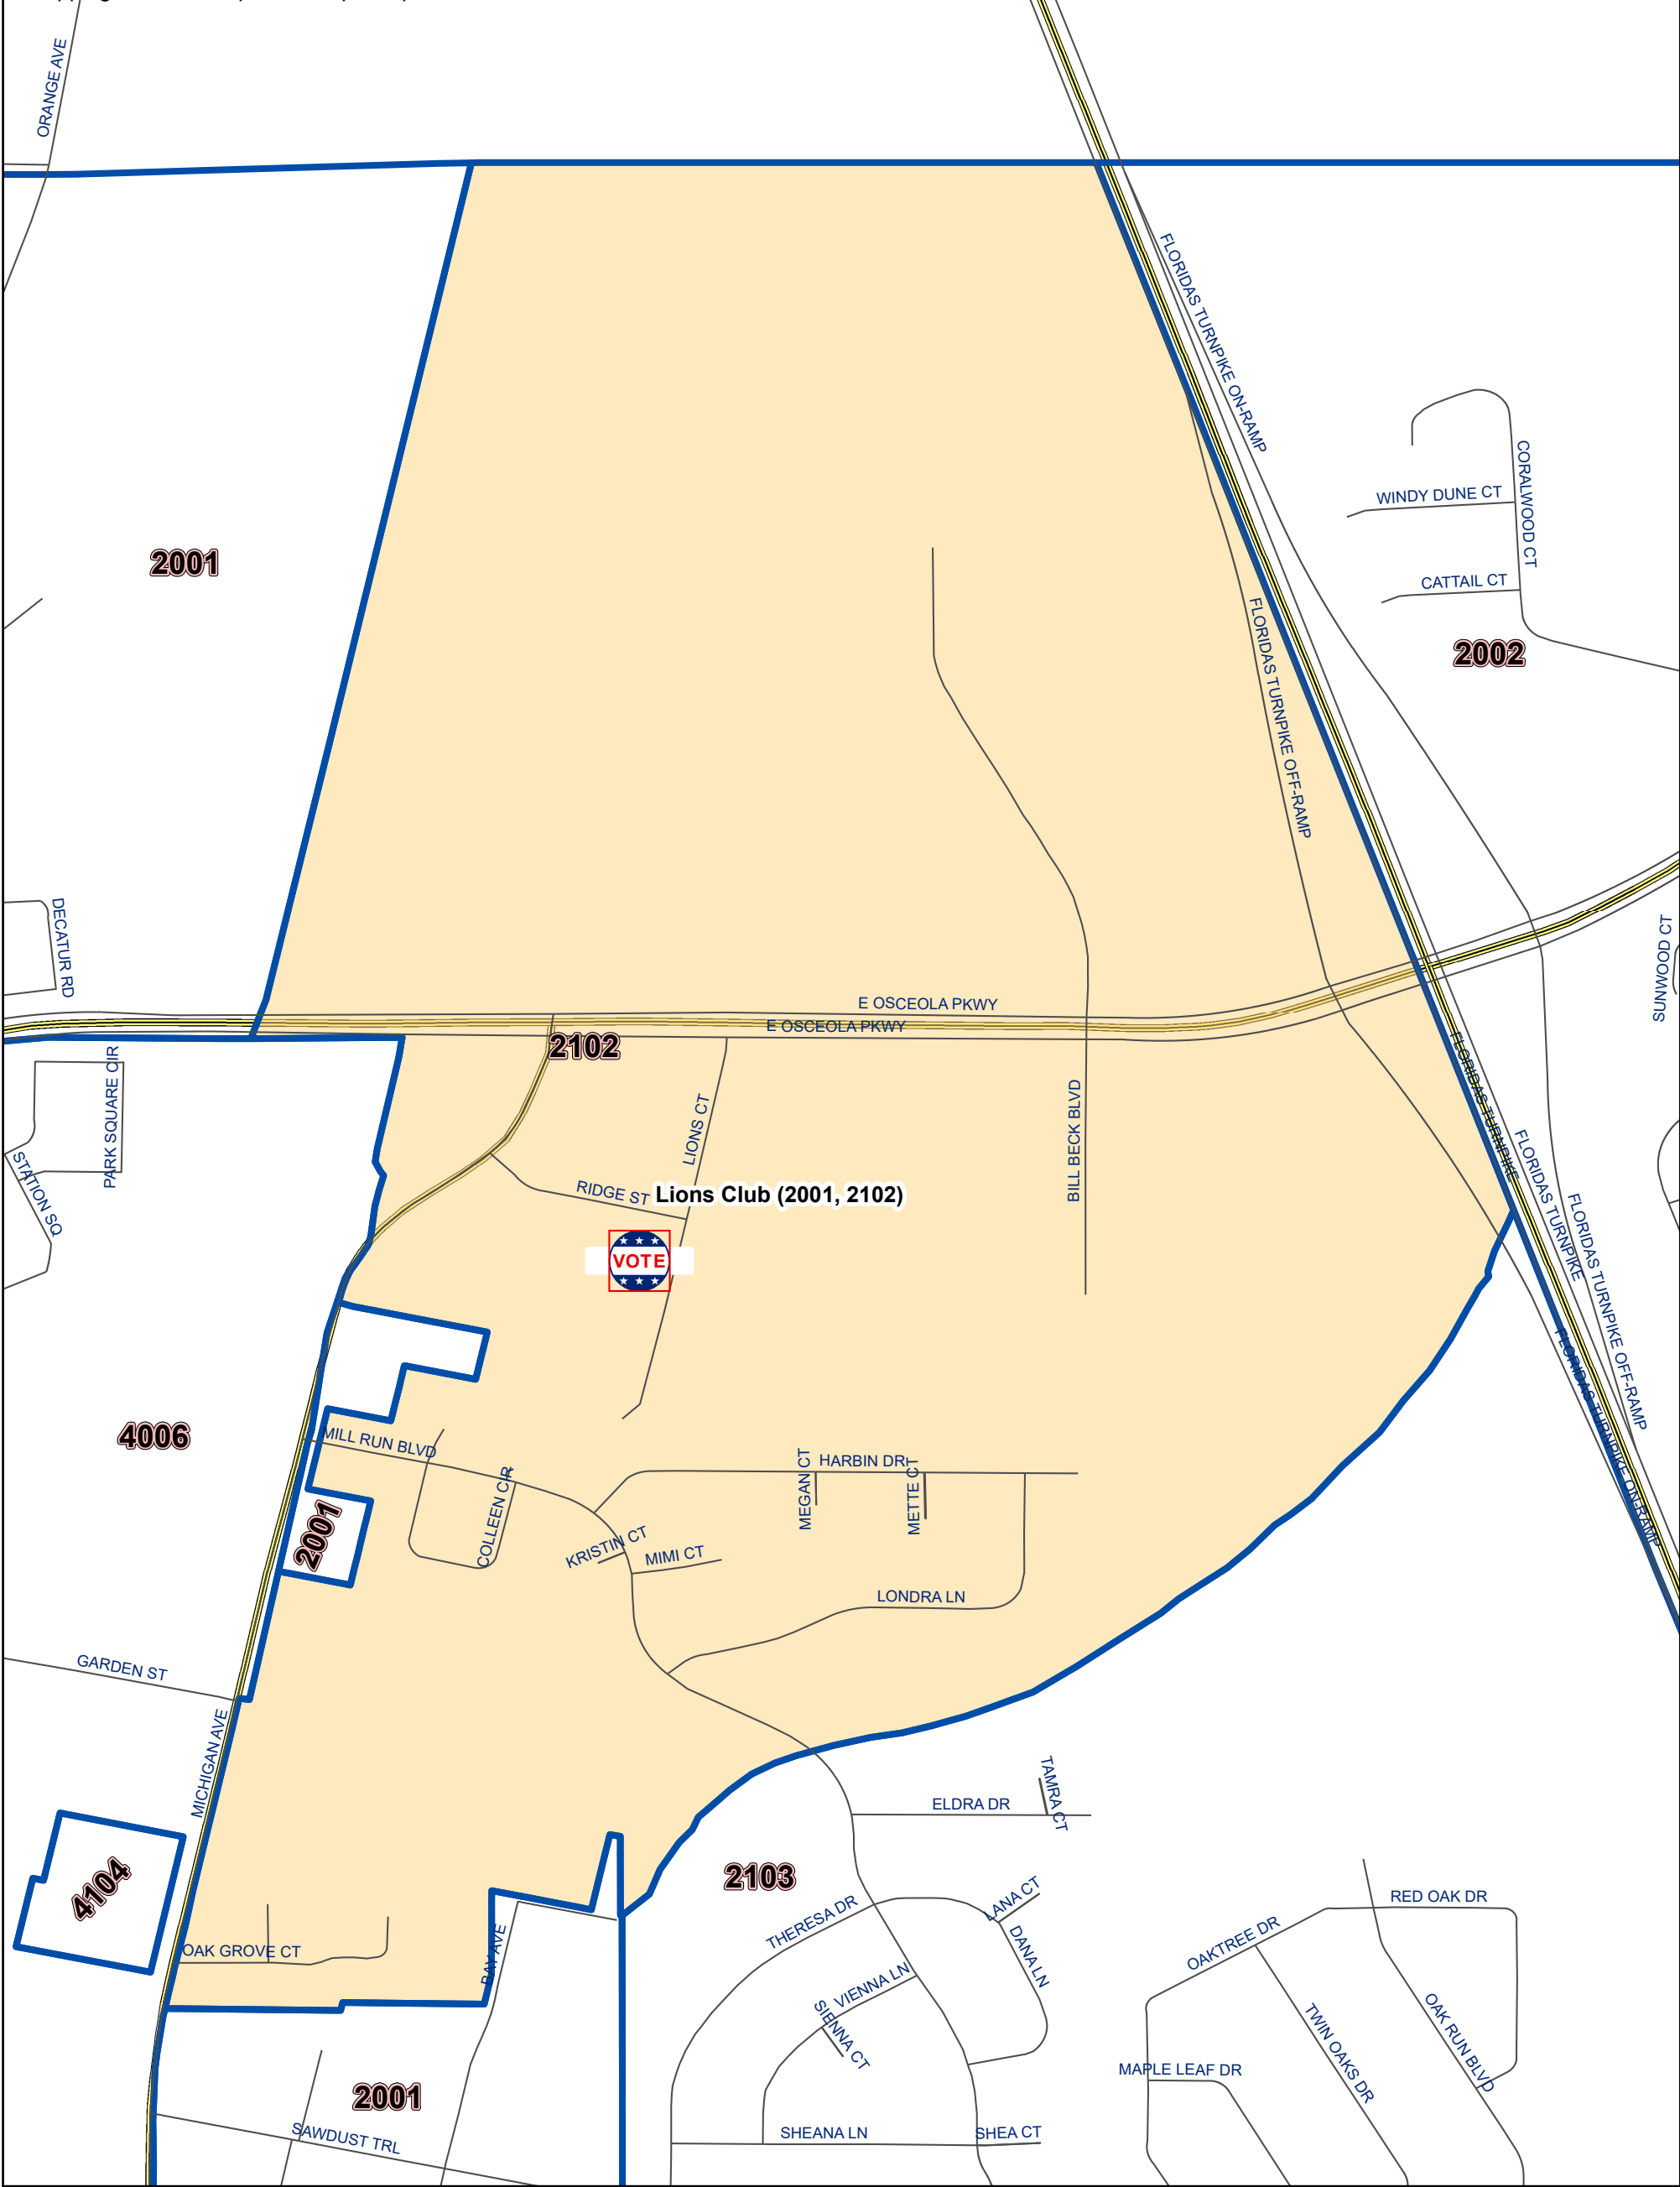 ORANGE AVE
FLORIDAS TURNPIKE ON-RAMP
CORALWOOD CT
WINDY DUNE CT
2001
CATTAIL CT
FLORIDAS TURNPIKE OFF-RAMP
2002
DECATUR RD
SUNWOOD CT
E OSCEOLA PKWY
E OSCEOLA PKWY
2102
PARK SQUARE CIR
STATION SQ
LIONS CT
BILL BECK BLVD
FLORIDAS TURNPIKE
RIDGE ST
Lions Club (2001, 2102)
FLORIDAS TURNPIKE
FLORIDAS TURNPIKE OFF-RAMP
VOTE
FLORIDAS TURNPIKE ON-RAMP
4006
MILL RUN BLVD
HARBIN DR
MEGAN CT
METTE CT
COLLEEN CIR
2001
KRISTIN CT
MIMI CT
LONDRA LN
GARDEN ST
MICHIGAN AVE
TAMRA CT
ELDRA DR
4104
2103
LANA CT
RED OAK DR
THERESA DR
OAKTREE DR
DANA LN
OAK GROVE CT
BAY AVE
VIENNA LN
SIENNA CT
TWIN OAKS DR
OAK RUN BLVD
MAPLE LEAF DR
2001
SAWDUST TRL
SHEANA LN
SHEA CT